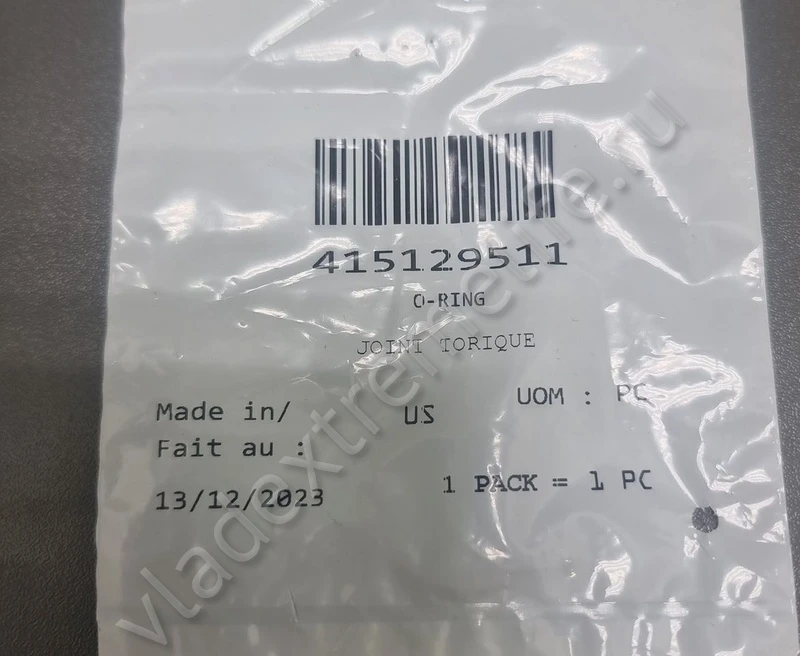 415129511
O-RING
JOINT TORIQUE
Made in/
Fait au :
US
UOM : PC
13/12/2023
1 PACK = 1 PC
vladextremelife.ru